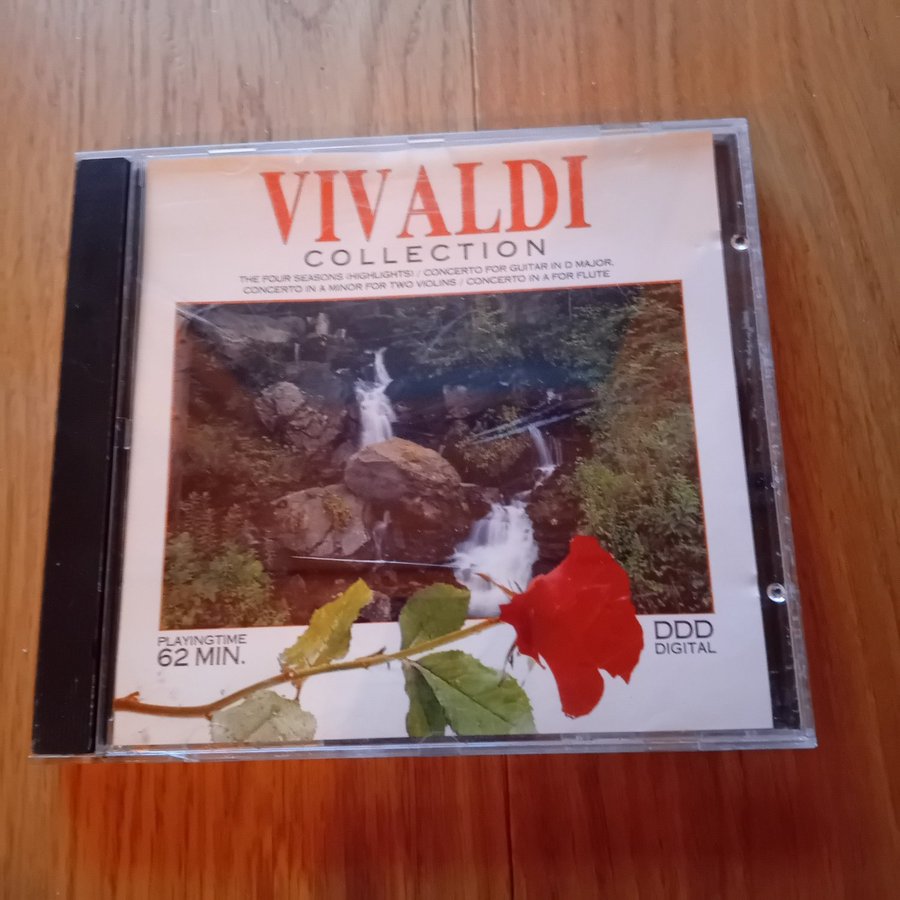 VIVALDI
COLLECTION
THE FOUR SEASONS (HIGHLIGHTS) / CONCERTO FOR GUITAR IN D MAJOR,
CONCERTO IN A MINOR FOR TWO VIOLINS / CONCERTO IN A FOR FLUTE
PLAYINGTIME
62 MIN.
DDD
DIGITAL